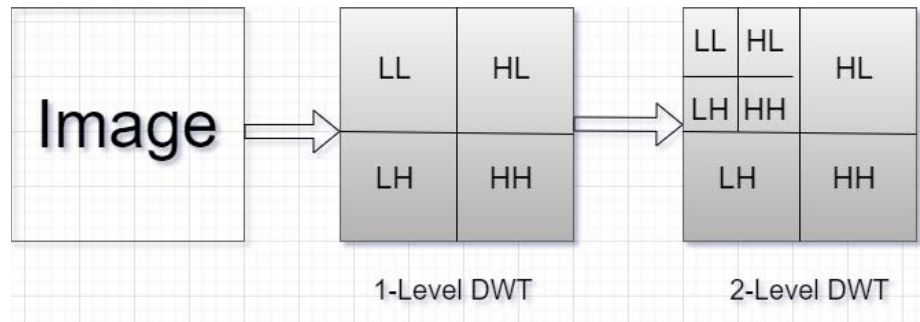 Image
LL HL
LH HH
1-Level DWT
LL HL
LH HH
HL
LH HH
2-Level DWT